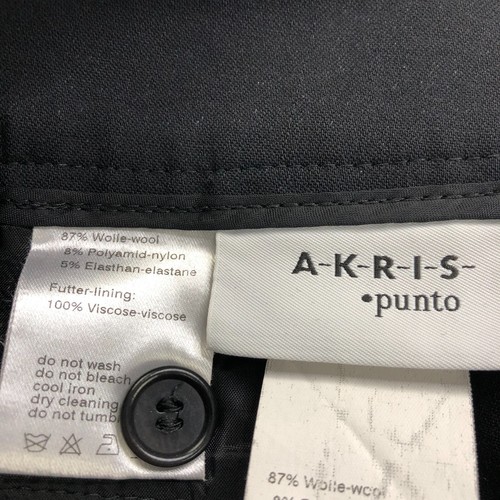 87% Wolle-wool
8% Polyamid-nylon
5% Elasthan-elastane
Futter-lining:
100% Viscose-viscose
do not wash
do not bleach
cool iron
dry cleaning
do not tumb
A-K-R-I-S-
•punto
87% Wolle-wool